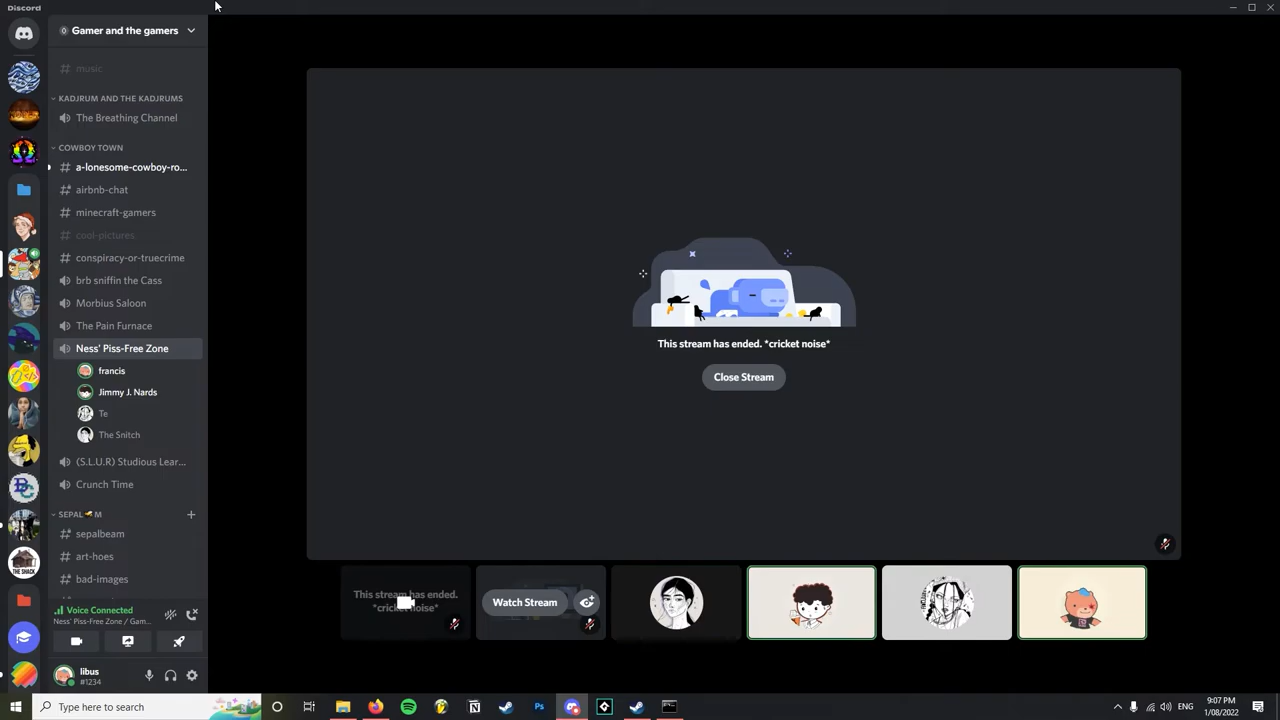 Discord
Gamer and the gamers
music
KADJRUM AND THE KADJRUMS
The Breathing Channel
COWBOY TOWN
a-lonesome-cowboy-ro...
airbnb-chat
minecraft-gamers
cool-pictures
conspiracy-or-truecrime
brb sniffin the Cass
Morbius Saloon
The Pain Furnace
Ness' Piss-Free Zone
francis
Jimmy J. Nards
Te
The Snitch
(S.L.U.R) Studious Lear...
Crunch Time
SEPAL M
sepalbeam
art-hoes
bad-images
Voice Connected
Ness' Piss-Free Zone / Gam...
libus
#1234
THE SNACK
This stream has ended. *cricket noise*
Close Stream
This stream has ended.
*cricket noise*
Watch Stream
Type here to search
Ps
ENG
9:07 PM
1/08/2022